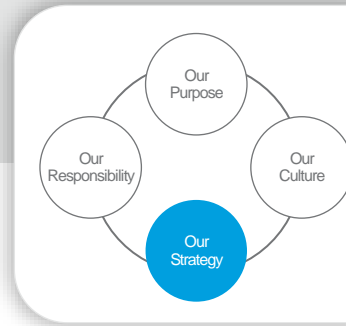 Our
Purpose
Our
Responsibility
Our
Culture
Our
Strategy